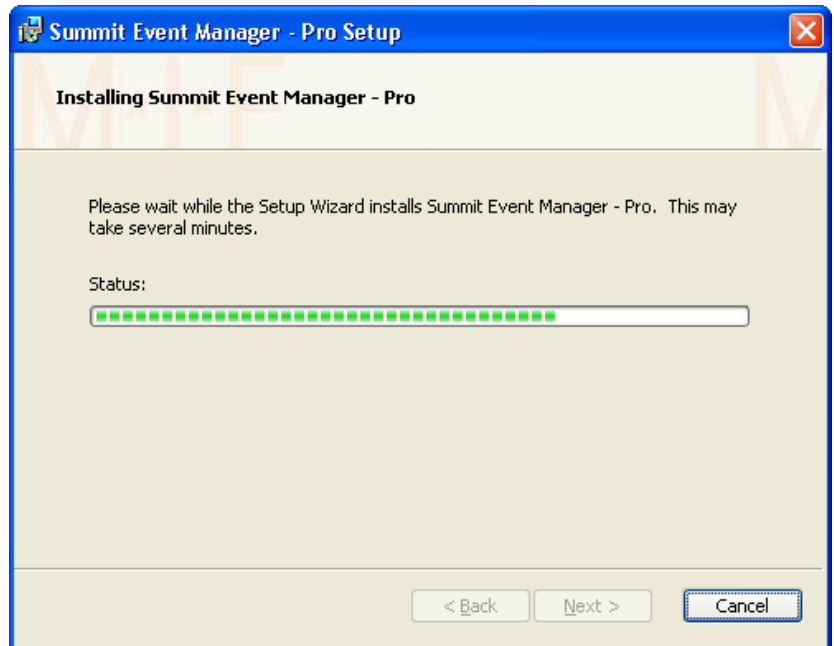 Summit Event Manager - Pro Setup
Installing Summit Event Manager - Pro
Please wait while the Setup Wizard installs Summit Event Manager - Pro.  This may
take several minutes.
Status:
< Back
Next >
Cancel